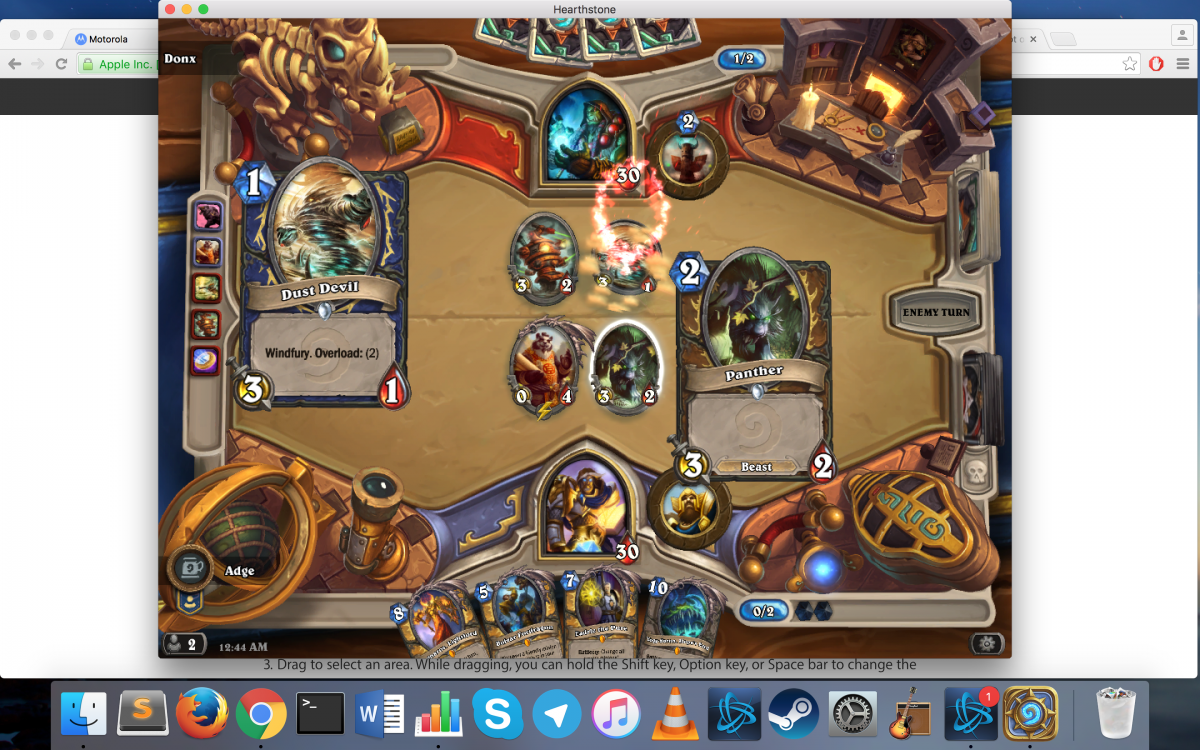 Hearthstone
Motorola
Apple Inc.
Donx
1/2
2
30
1
Dust Devil
Windfury. Overload: (2)
3
1
3
2
3
1
2
Panther
Beast
3
2
ENEMY TURN
0
4
3
2
30
Adge
8
5
7
10
0/2
2
12:44 AM
3. Drag to select an area. While dragging, you can hold the Shift key, Option key, or Space bar to change the
S
W
S
1